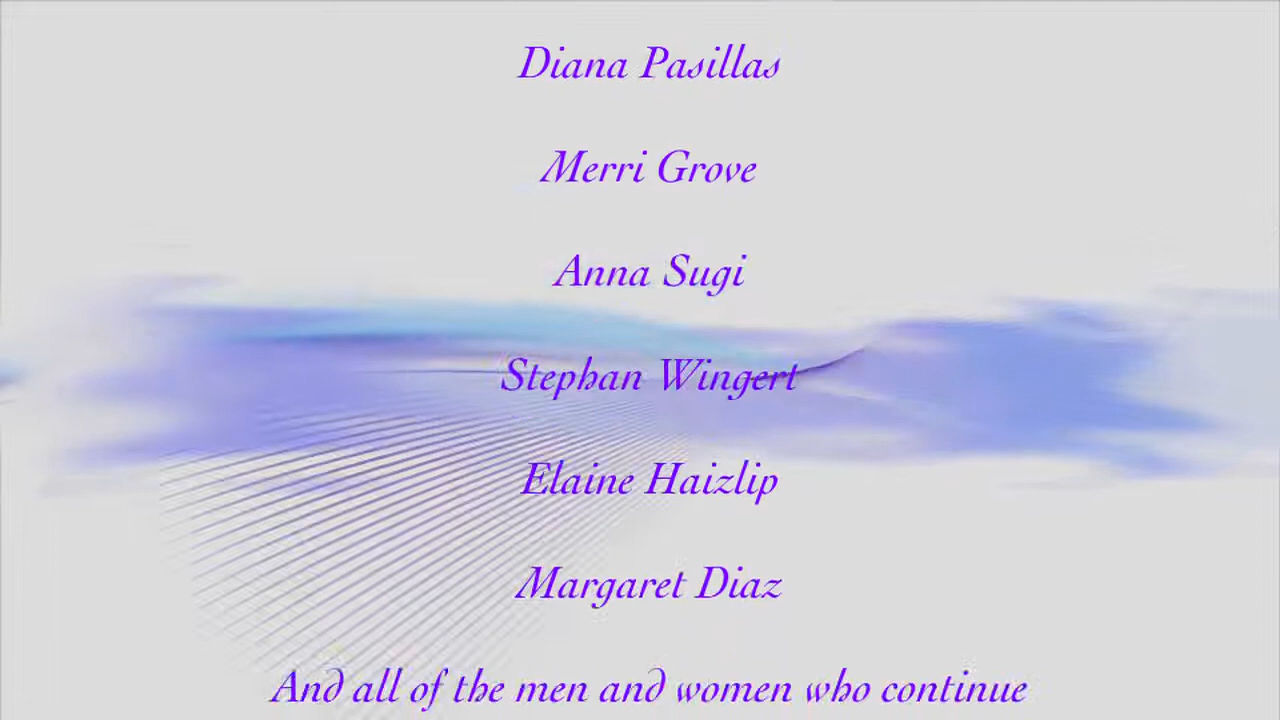 Diana Pasillas
Merri Grove
Anna Sugi
Stephan Wingert
Elaine Haizlip
Margaret Diaz
And all of the men and women who continue